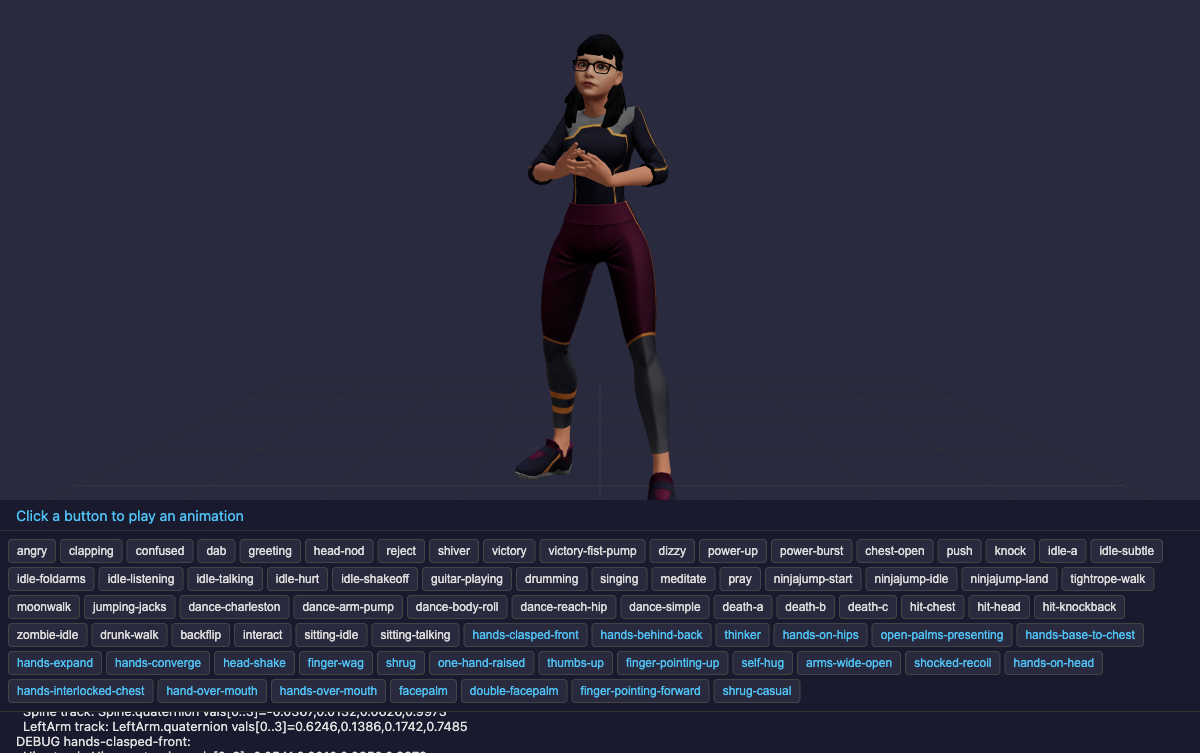 Click a button to play an animation
angry clapping confused dab greeting head-nod reject shiver victory victory-fist-pump dizzy power-up power-burst chest-open push knock idle-a idle-subtle
idle-foldarms idle-listening idle-talking idle-hurt idle-shakeoff guitar-playing drumming singing meditate pray ninjajump-start ninjajump-idle ninjajump-land tightrope-walk
moonwalk jumping-jacks dance-charleston dance-arm-pump dance-body-roll dance-reach-hip dance-simple death-a death-b death-c hit-chest hit-head hit-knockback
zombie-idle drunk-walk backflip interact sitting-idle sitting-talking hands-clasped-front hands-behind-back thinker hands-on-hips open-palms-presenting hands-base-to-chest
hands-expand hands-converge head-shake finger-wag shrug one-hand-raised thumbs-up finger-pointing-up self-hug arms-wide-open shocked-recoil hands-on-head
hands-interlocked-chest hand-over-mouth hands-over-mouth facepalm double-facepalm finger-pointing-forward shrug-casual
Spine track: Spine.quaternion
LeftArm track: LeftArm.quaternion vals[0..3]=0.6246,0.1386,0.1742,0.7485
DEBUG hands-clasped-front: